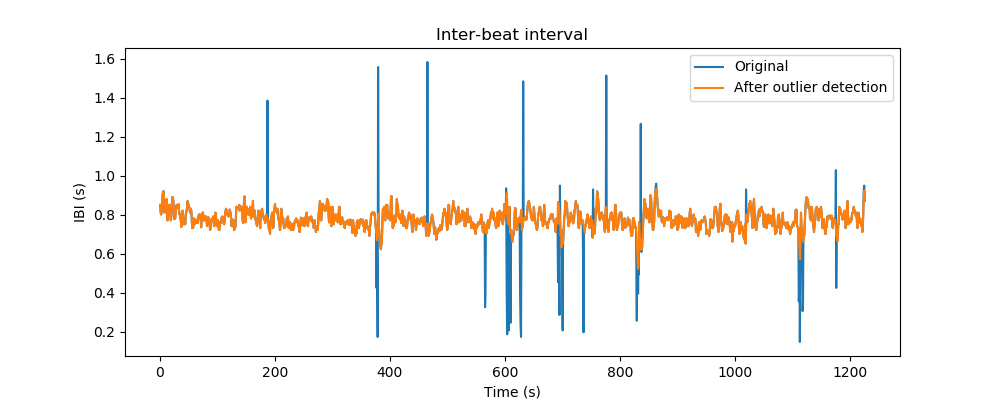 Inter-beat interval
Original
After outlier detection
1.6
1.4
1.2
1.0
0.8
0.6
0.4
0.2
IBI (s)
0 200 400 600 800 1000 1200
Time (s)